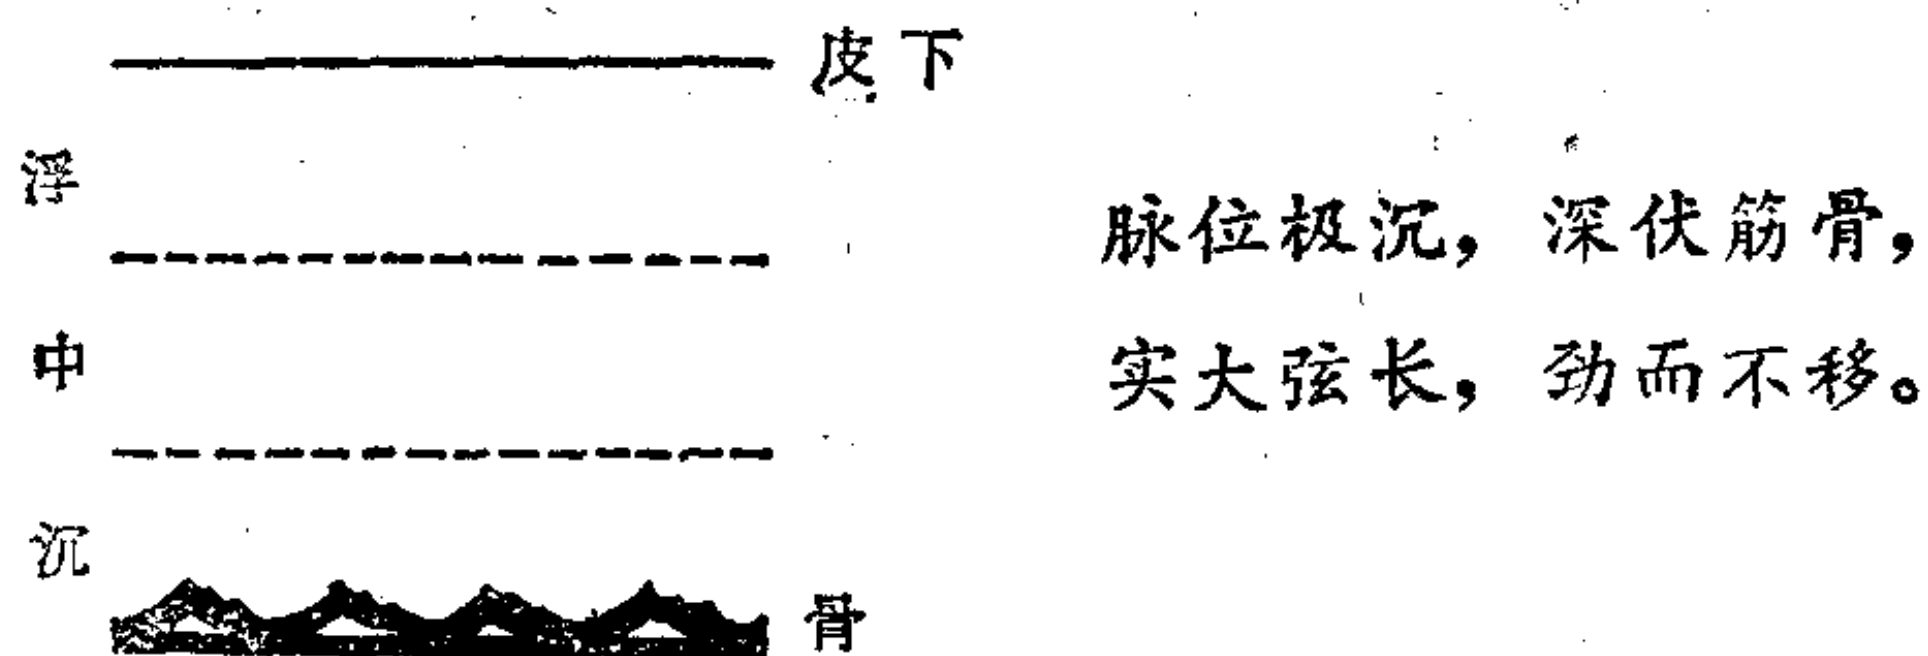 皮下
浮
脉位极沉，深伏筋骨，
中
实大弦长，劲而不移。
沉
骨